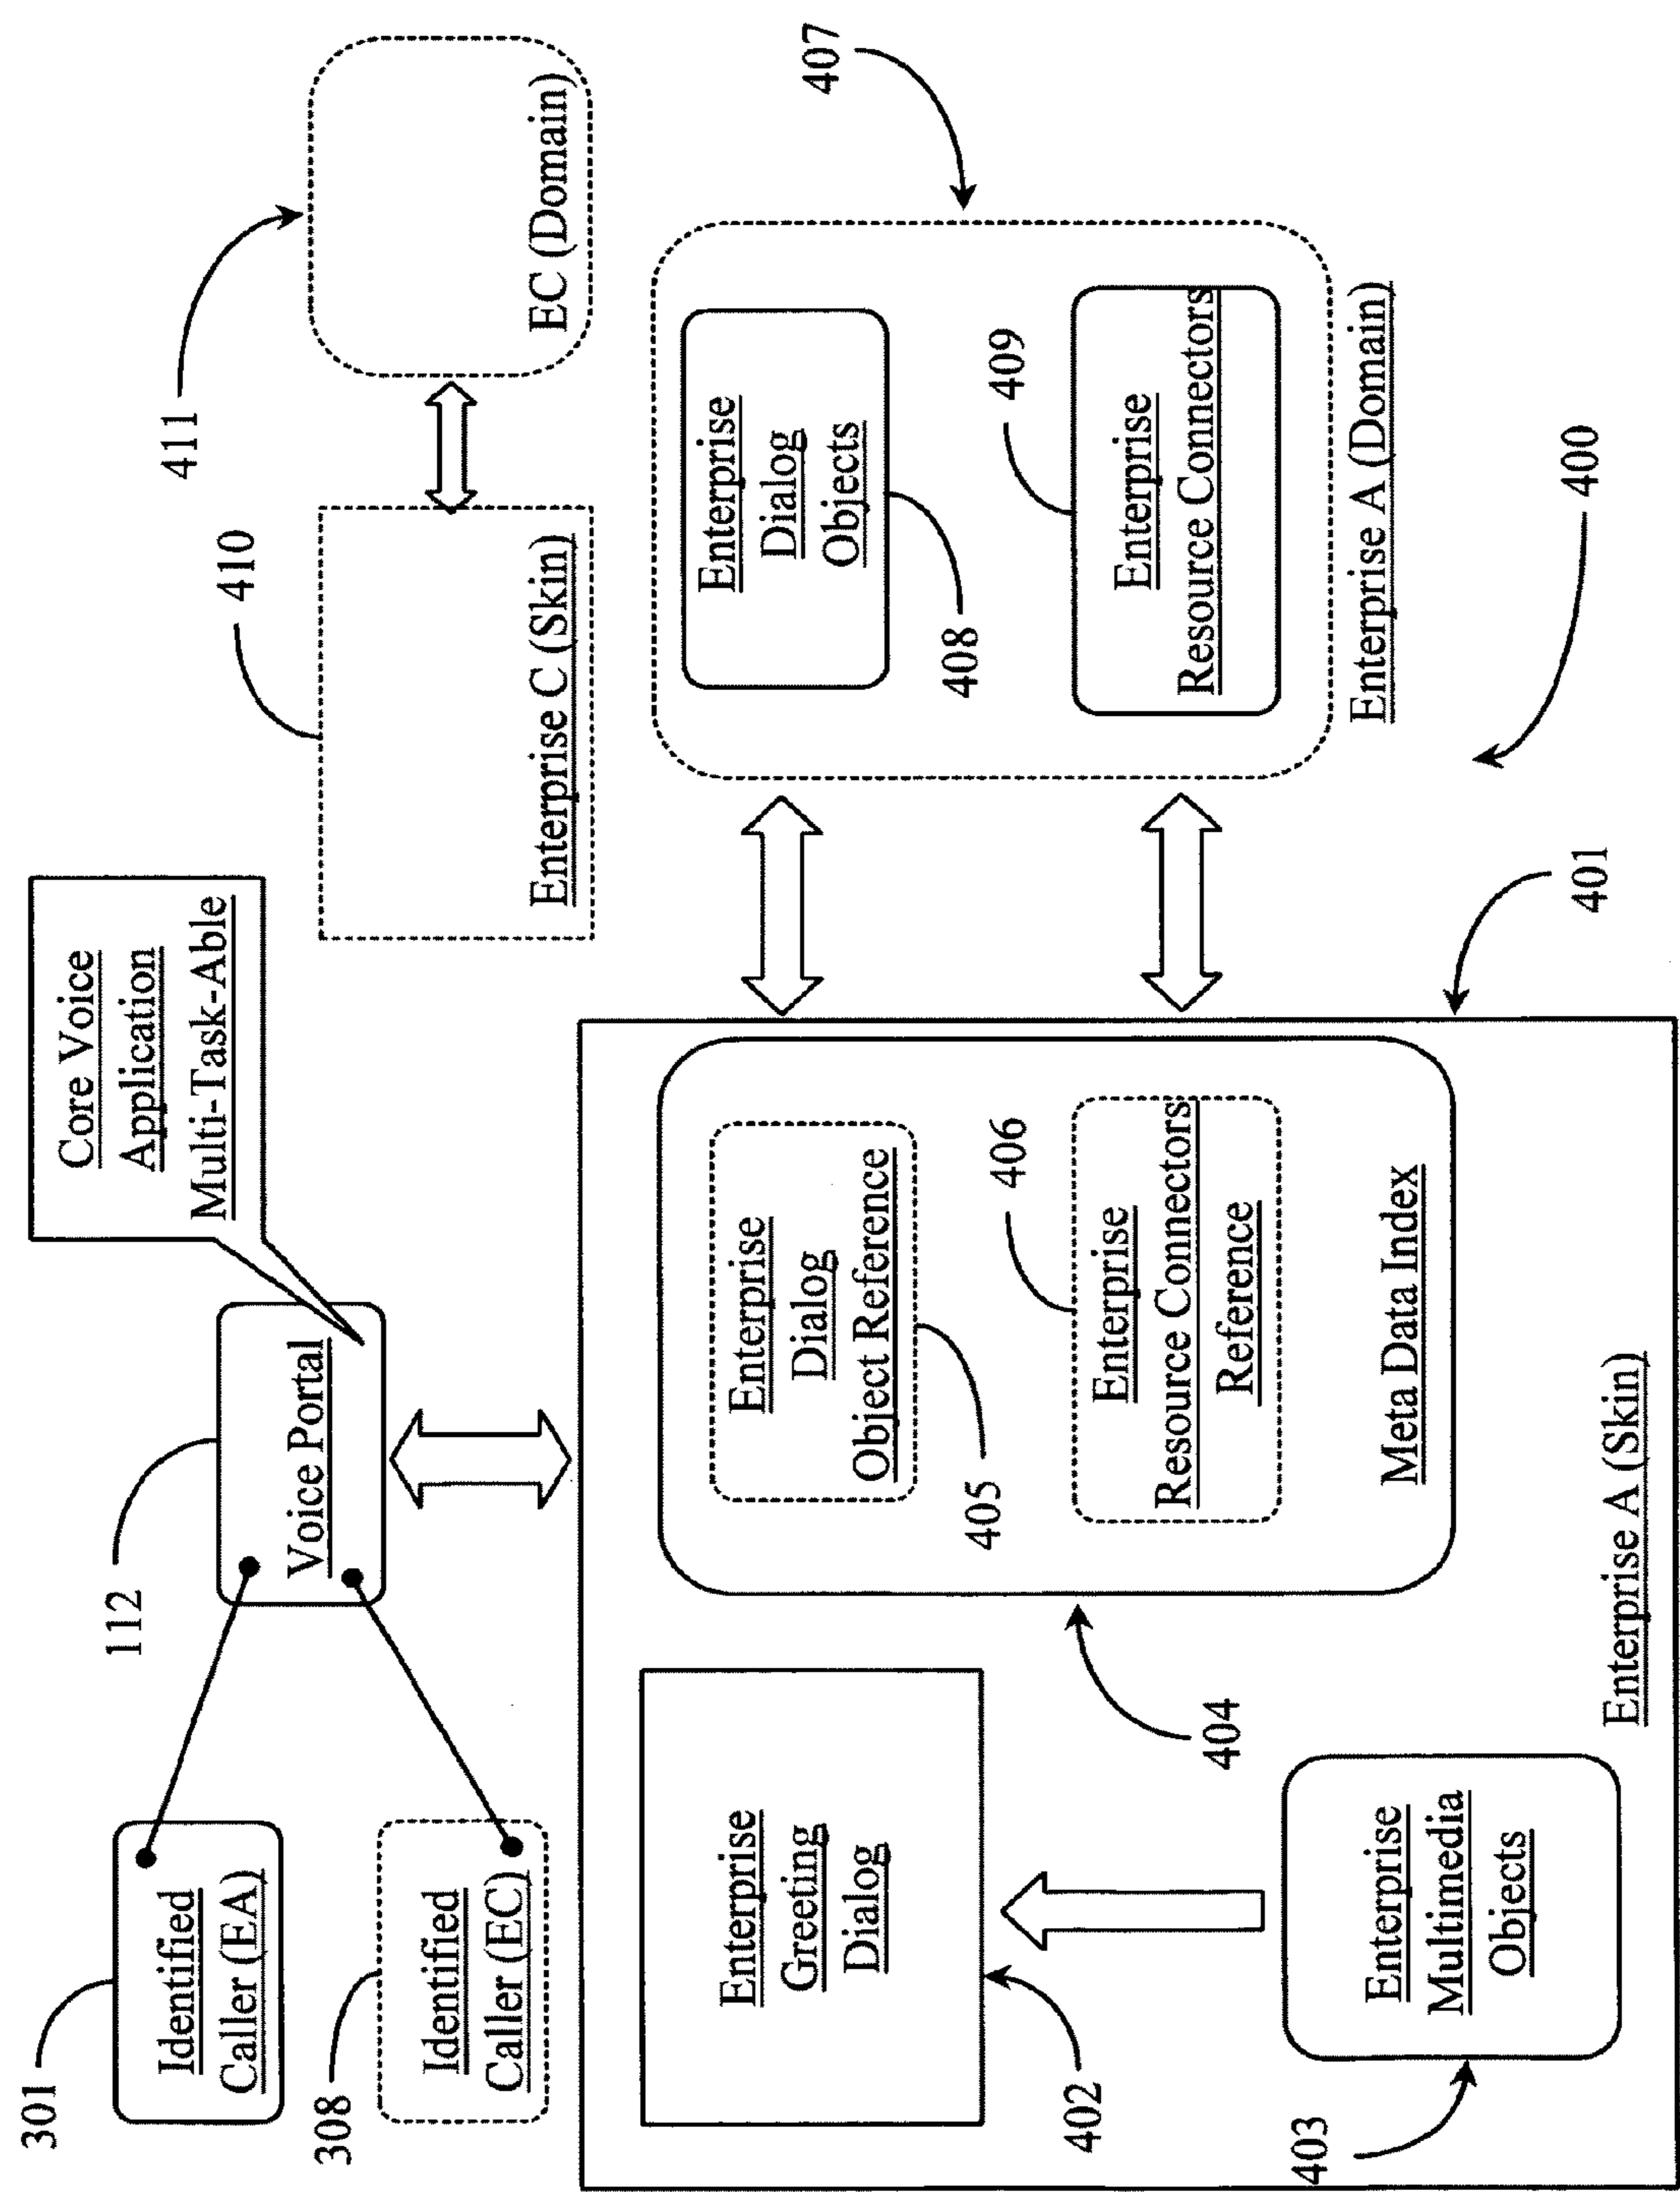 301
Identified
Caller (EA)
308
Identified
Caller (EC)
112
Voice Portal
Core Voice
Application
Multi-Task-Able
410
Enterprise C (Skin)
411
EC (Domain)
402
Enterprise
Greeting
Dialog
403
Enterprise
Multimedia
Objects
404
405
Enterprise
Dialog
Object Reference
406
Enterprise
Resource Connectors
Reference
Meta Data Index
Enterprise A (Skin)
401
408
Enterprise
Dialog
Objects
409
Enterprise
Resource Connectors
407
Enterprise A (Domain)
400